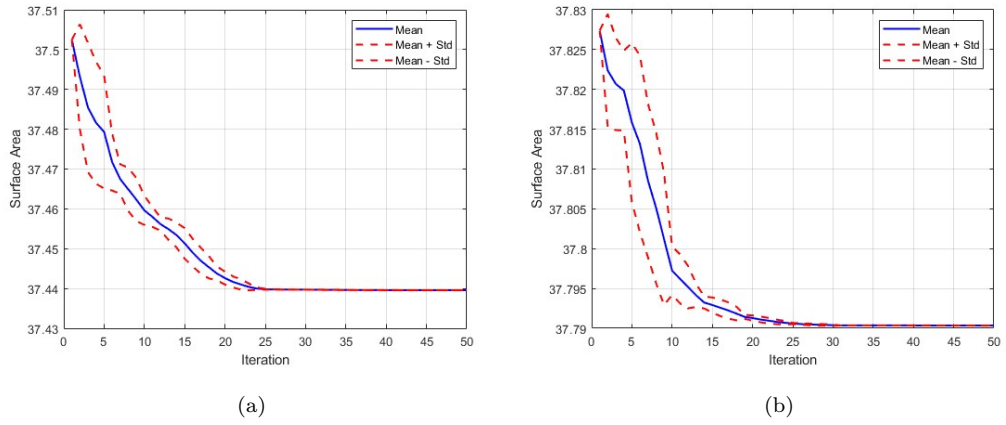 37.51
37.5
37.49
37.48
37.47
37.46
37.45
37.44
37.43
Surface Area
0 5 10 15 20 25 30 35 40 45 50
Iteration
Mean
Mean + Std
Mean - Std
(a)
37.83
37.825
37.82
37.815
37.81
37.805
37.8
37.795
37.79
Surface Area
0 5 10 15 20 25 30 35 40 45 50
Iteration
Mean
Mean + Std
Mean - Std
(b)